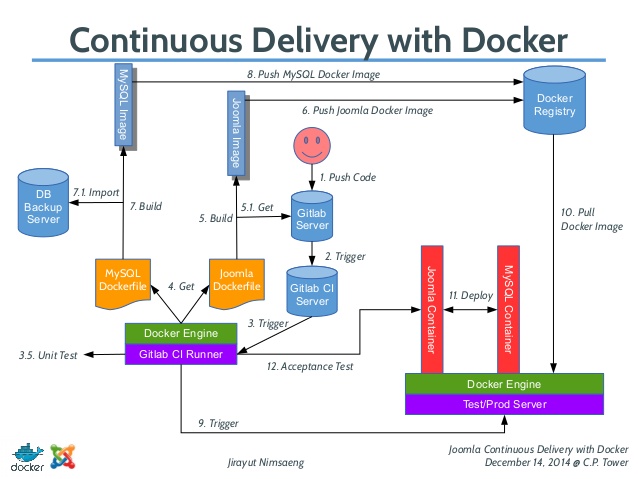 Continuous Delivery with Docker
8. Push MySQL Docker Image
MySQL Image
Joomla Image
6. Push Joomla Docker Image
Docker
Registry
1. Push Code
DB
Backup
Server
7.1. Import
7. Build
5.1. Get
5. Build
Gitlab
Server
10. Pull
Docker Image
2. Trigger
MySQL
Dockerfile
4. Get
Joomla
Dockerfile
Gitlab CI
Server
Joomla Container
11. Deploy
MySQL Container
3. Trigger
Docker Engine
Gitlab CI Runner
3.5. Unit Test
12. Acceptance Test
Docker Engine
Test/Prod Server
9. Trigger
docker
Jirayut Nimsaeng
Joomla Continuous Delivery with Docker
December 14, 2014 @ C.P. Tower